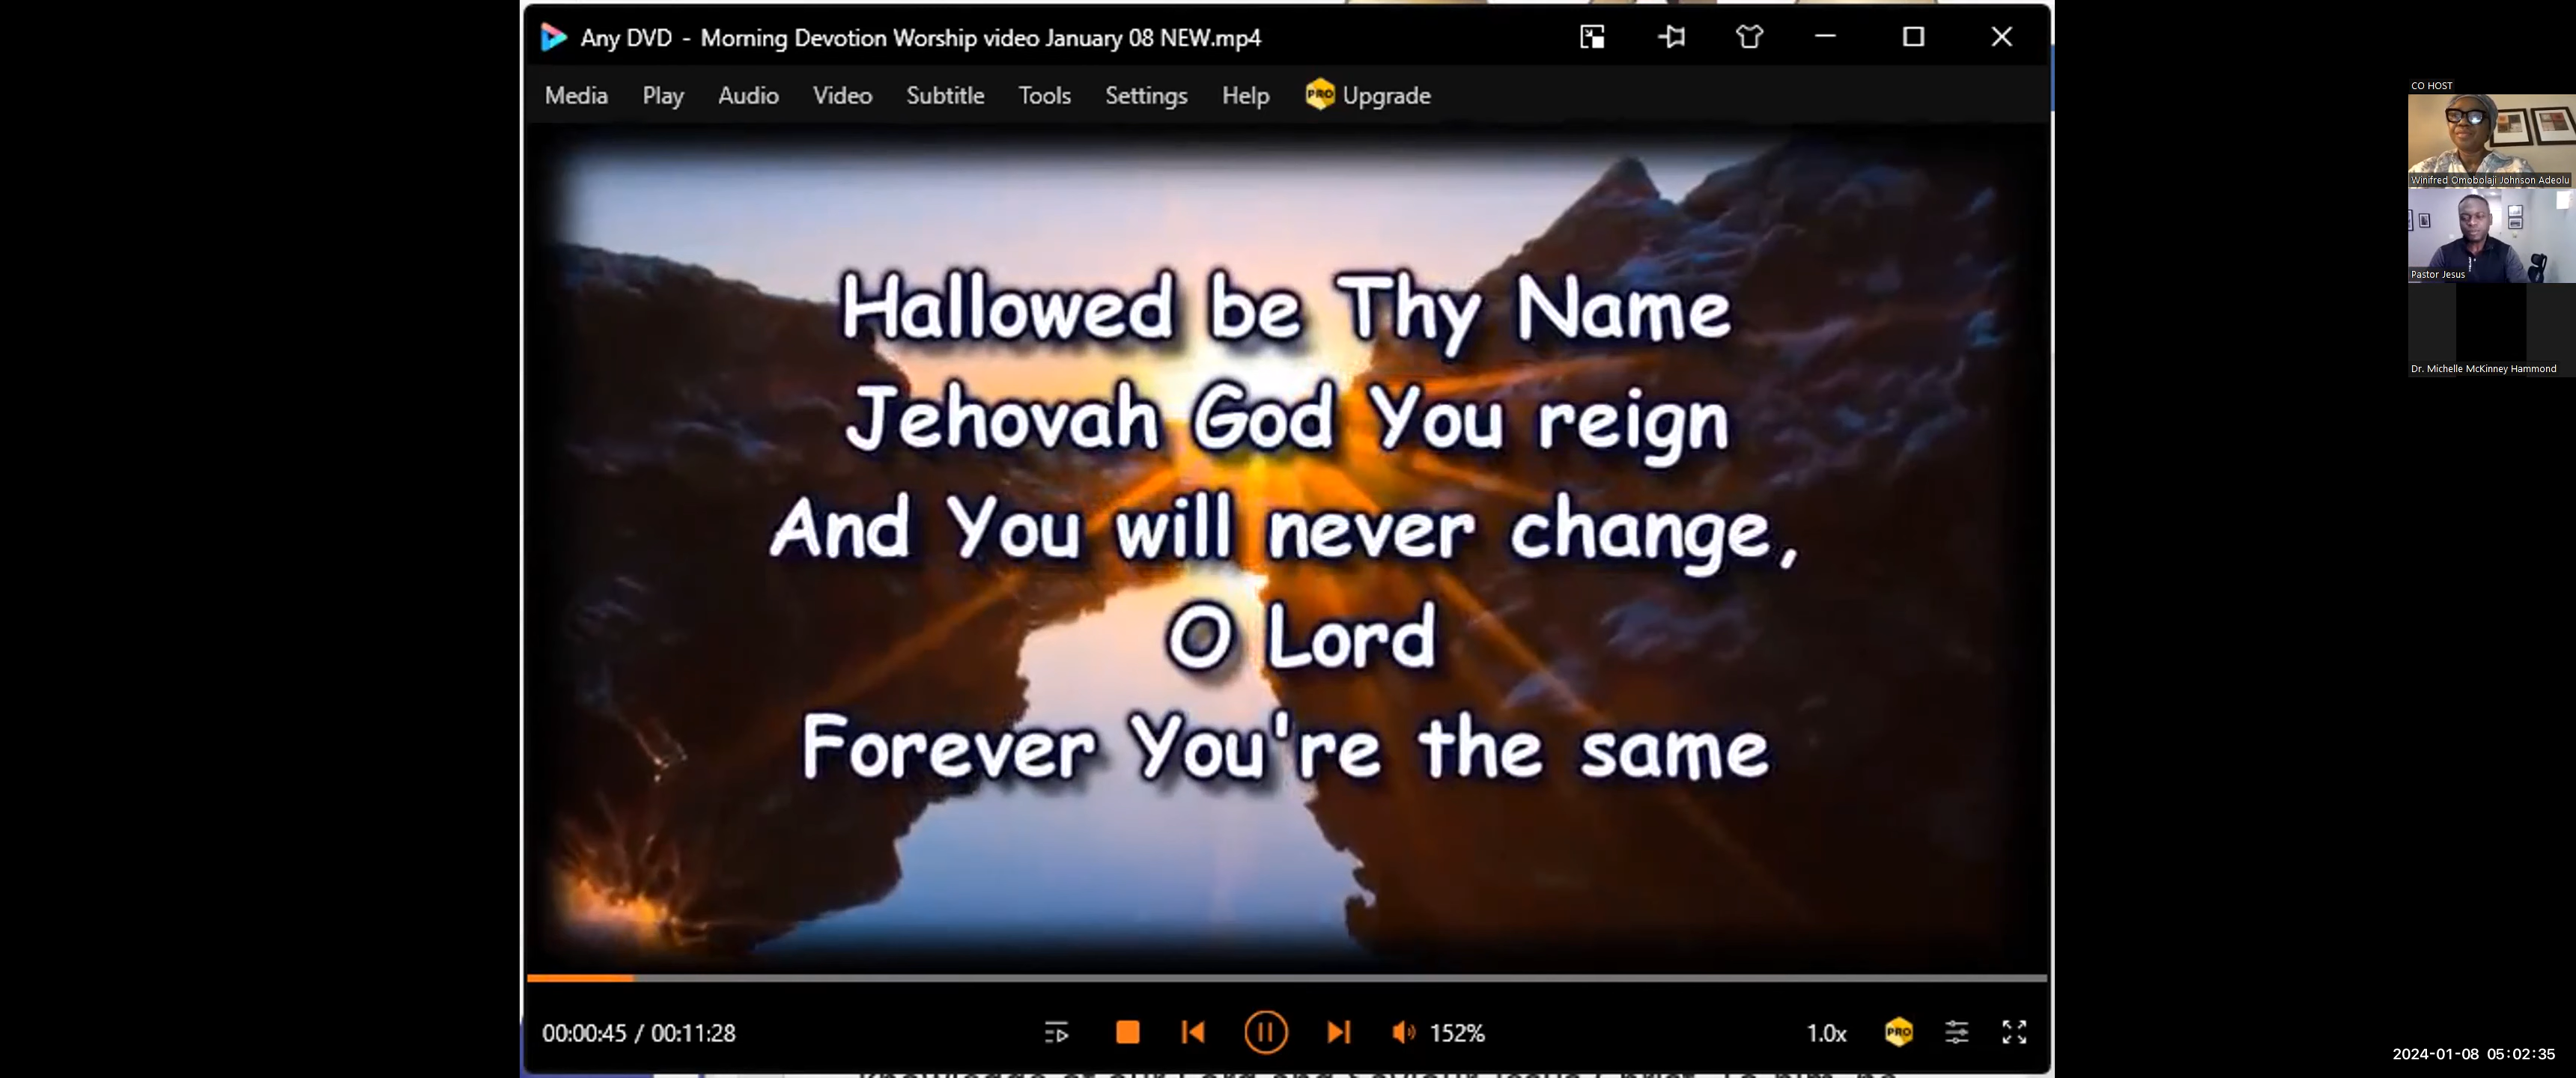 Any DVD - Morning Devotion Worship video January 08 NEW.mp4
Media Play Audio Video Subtitle Tools Settings Help PRO Upgrade
Hallowed be Thy Name
Jehovah God You reign
And You will never change,
O Lord
Forever You're the same
00:00:45 / 00:11:28
152%
1.0x
PRO
CO HOST
Winifred Omobolaji Johnson Adeolu
Pastor Jesus
Dr. Michelle McKinney Hammond
2024-01-08 05:02:35